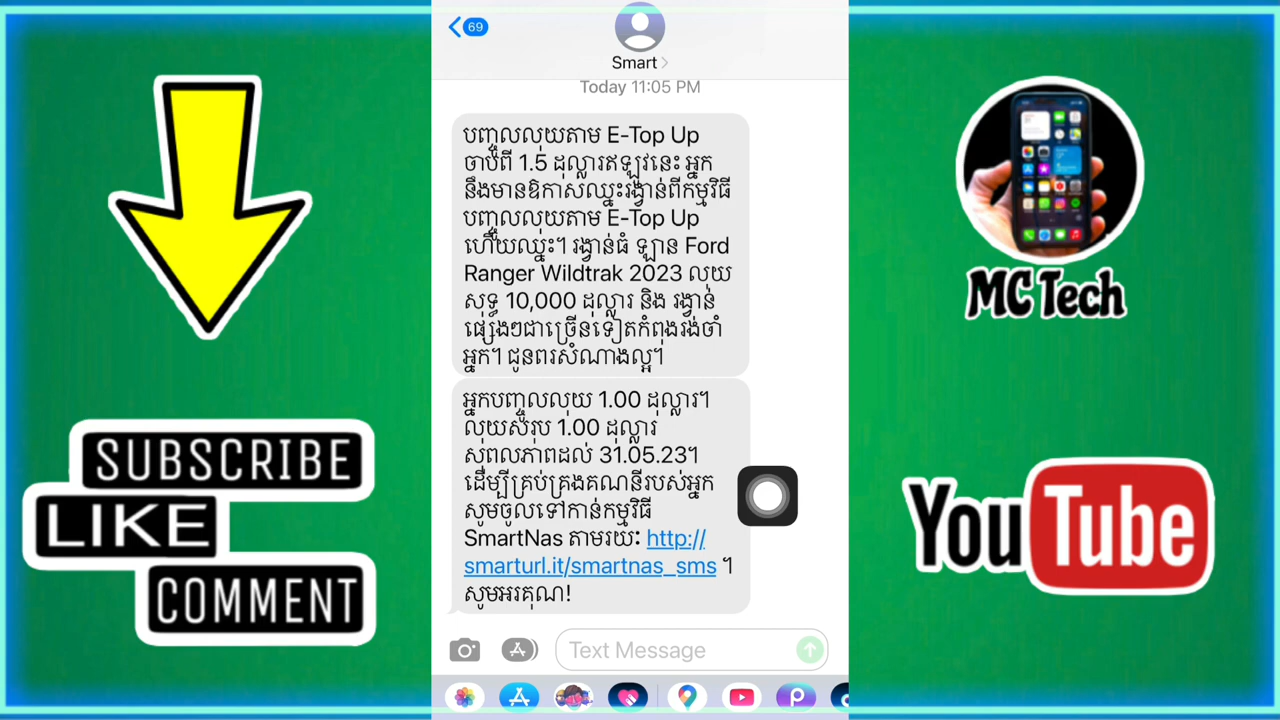 69
Smart
Today 11:05 PM
បញ្ចូលលុយតាម E-Top Up
ចាប់ពី 1.5 ដុល្លារឥឡូវនេះ អ្នក
នឹងមានឱកាសឈ្នះរង្វាន់ពីកម្មវិធី
បញ្ចូលលុយតាម E-Top Up
ហើយឈ្នះ។ រង្វាន់ធំ ឡាន Ford
Ranger Wildtrak 2023 លុយ
សុទ្ធ 10,000 ដុល្លារ និង រង្វាន់
ផ្សេងៗជាច្រើនទៀតកំពុងរង់ចាំ
អ្នក។ ជូនពរសំណាងល្អ។
អ្នកបញ្ចូលលុយ 1.00 ដុល្លារ។
លុយសរុប 1.00 ដុល្លារ
សុពលភាពដល់ 31.05.23។
ដើម្បីគ្រប់គ្រងគណនីរបស់អ្នក
សូមចូលទៅកាន់កម្មវិធី
SmartNas តាមរយៈ http://
smarturl.it/smartnas_sms ។
សូមអរគុណ!
Text Message
SUBSCRIBE
LIKE
COMMENT
MC Tech
YouTube